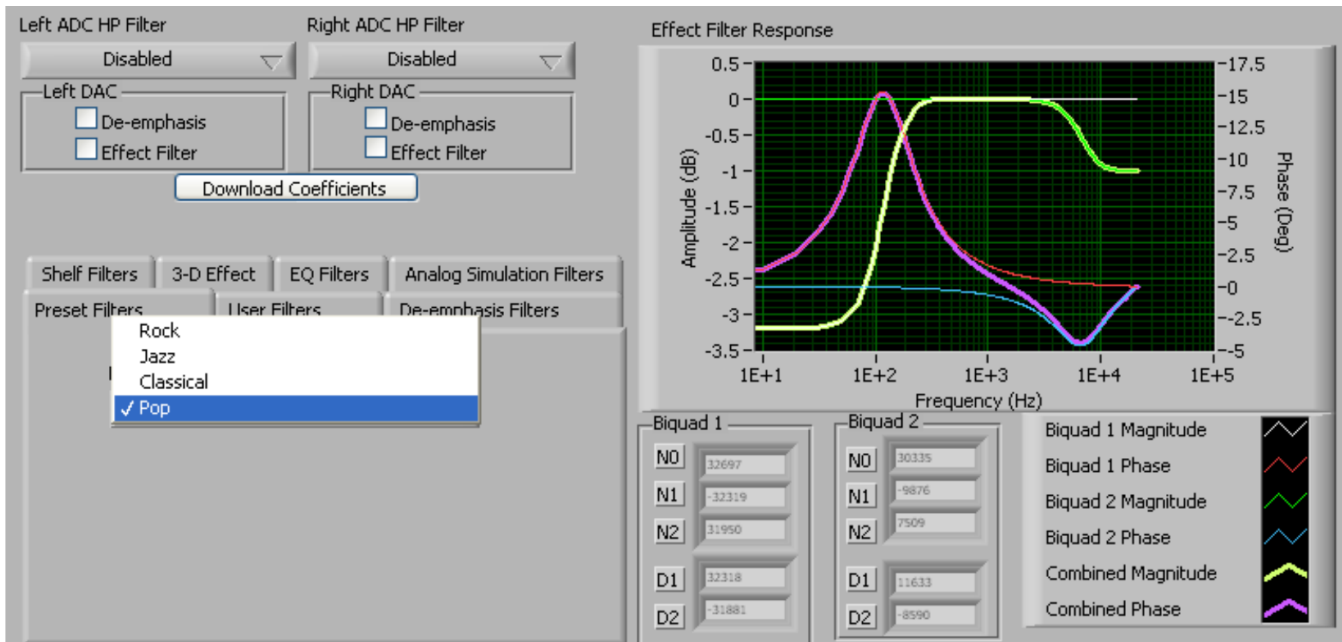 Left ADC HP Filter
Right ADC HP Filter
Disabled
Disabled
Left DAC
De-emphasis
Effect Filter
Right DAC
De-emphasis
Effect Filter
Download Coefficients
Shelf Filters
3-D Effect
EQ Filters
Analog Simulation Filters
Preset Filters
User Filters
De-emphasis Filters
Rock
Jazz
Classical
✓ Pop
Effect Filter Response
0.5
0
-0.5
-1
-1.5
-2
-2.5
-3
-3.5
Amplitude (dB)
-17.5
-15
-12.5
-10
-7.5
-5
-2.5
-0
--2.5
--5
Phase (Deg)
1E+1 1E+2 1E+3 1E+4 1E+5
Frequency (Hz)
Biquad 1
N0 32697
N1 -32319
N2 31950
D1 32318
D2 -31881
Biquad 2
N0 30335
N1 -9876
N2 7509
D1 11633
D2 -8590
Biquad 1 Magnitude
Biquad 1 Phase
Biquad 2 Magnitude
Biquad 2 Phase
Combined Magnitude
Combined Phase